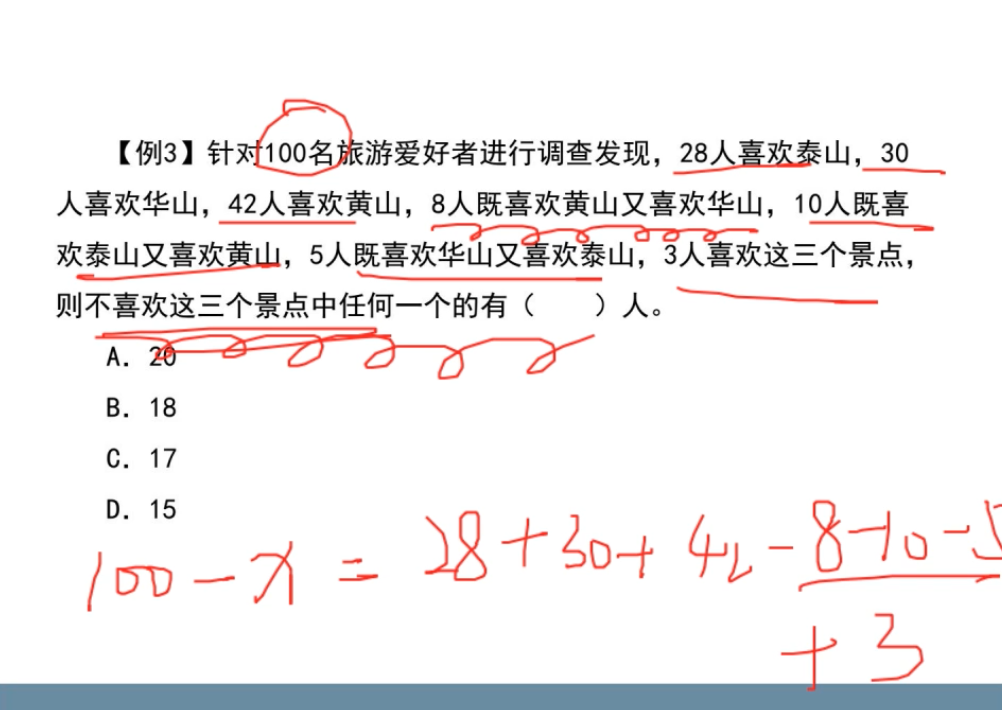 【例3】针对100名旅游爱好者进行调查发现，28人喜欢泰山，30
人喜欢华山，42人喜欢黄山，8人既喜欢黄山又喜欢华山，10人既喜
欢泰山又喜欢黄山，5人既喜欢华山又喜欢泰山，3人喜欢这三个景点，
则不喜欢这三个景点中任何一个的有（　　）人。
A. 20
B. 18
C. 17
D. 15
100 - x = 28 + 30 + 42 - 8 - 10 - 5
+ 3